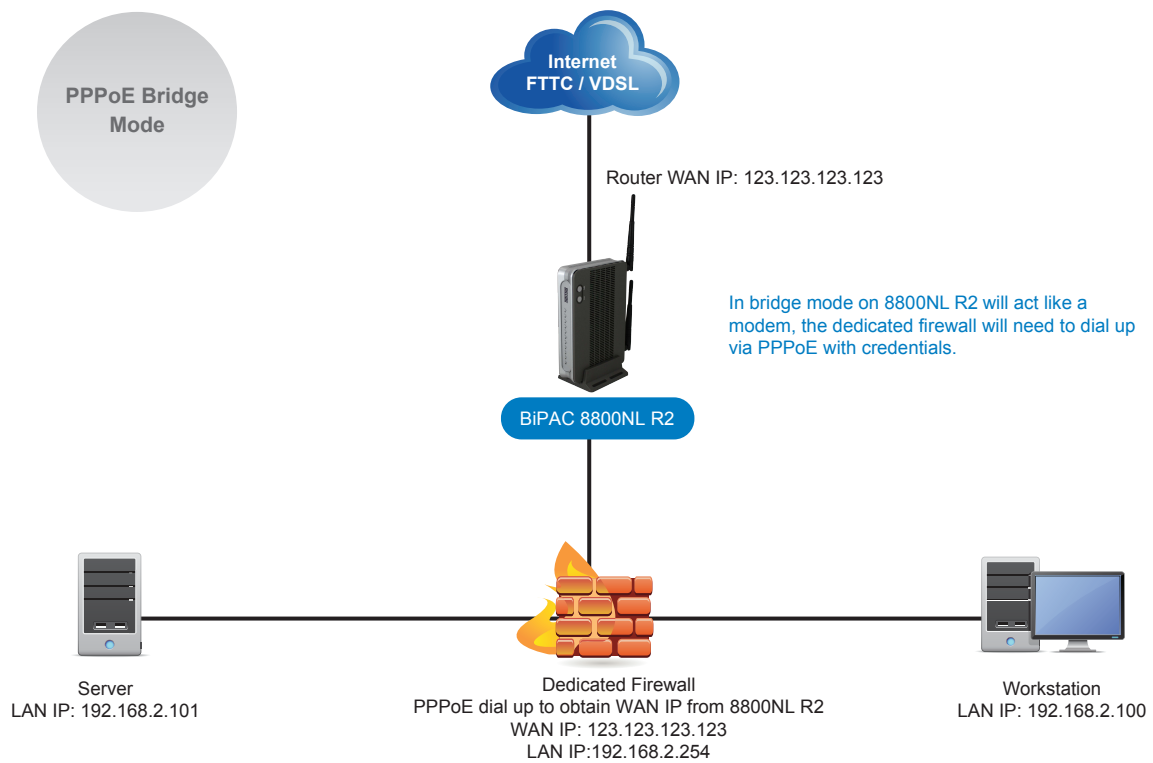 PPPoE Bridge
Mode
Internet
FTTC / VDSL
Router WAN IP: 123.123.123.123
In bridge mode on 8800NL R2 will act like a
modem, the dedicated firewall will need to dial up
via PPPoE with credentials.
BiPAC 8800NL R2
Server
LAN IP: 192.168.2.101
Dedicated Firewall
PPPoE dial up to obtain WAN IP from 8800NL R2
WAN IP: 123.123.123.123
LAN IP:192.168.2.254
Workstation
LAN IP: 192.168.2.100